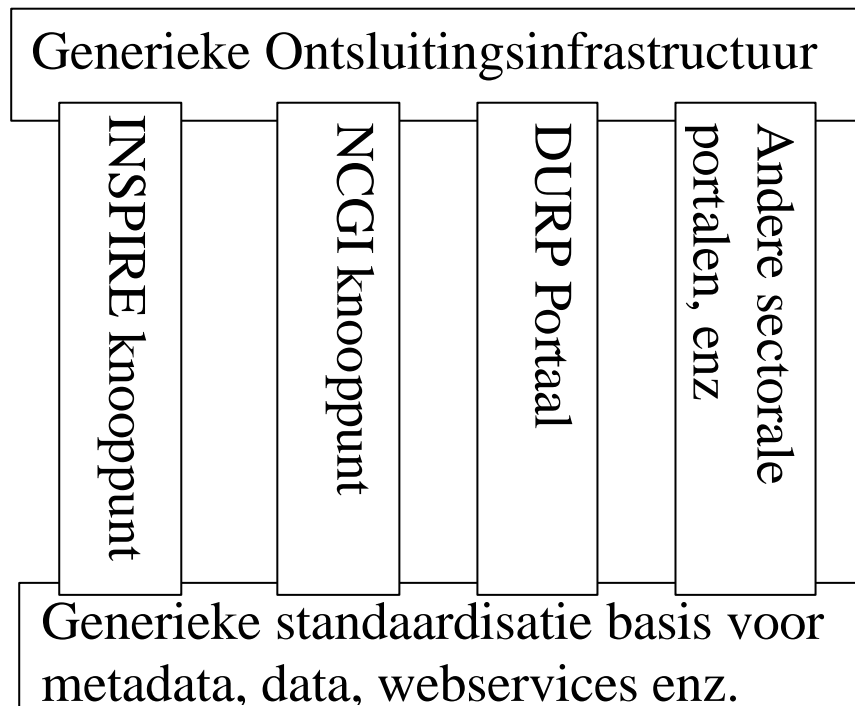 Generieke Ontsluitingsinfrastructuur
INSPIRE knooppunt
NCGI knooppunt
DURP Portaal
Andere sectorale
portalen, enz
Generieke standaardisatie basis voor
metadata, data, webservices enz.